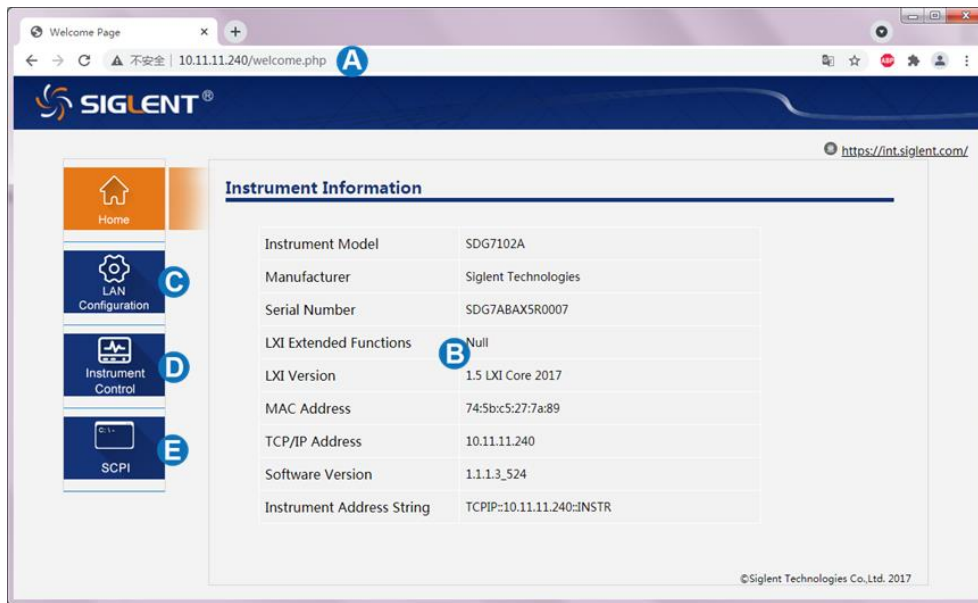 Welcome Page
不安全 | 10.11.11.240/welcome.php
A
ABP
SIGLENT®
https://int.siglent.com/
Home
Instrument Information
Instrument Model SDG7102A
Manufacturer Siglent Technologies
Serial Number SDG7ABAX5R0007
LXI Extended Functions Null
B
LXI Version 1.5 LXI Core 2017
MAC Address 74:5b:c5:27:7a:89
TCP/IP Address 10.11.11.240
Software Version 1.1.1.3_524
Instrument Address String TCPIP::10.11.11.240::INSTR
LAN
Configuration
C
Instrument
Control
D
C:\-
SCPI
E
©Siglent Technologies Co.,Ltd. 2017